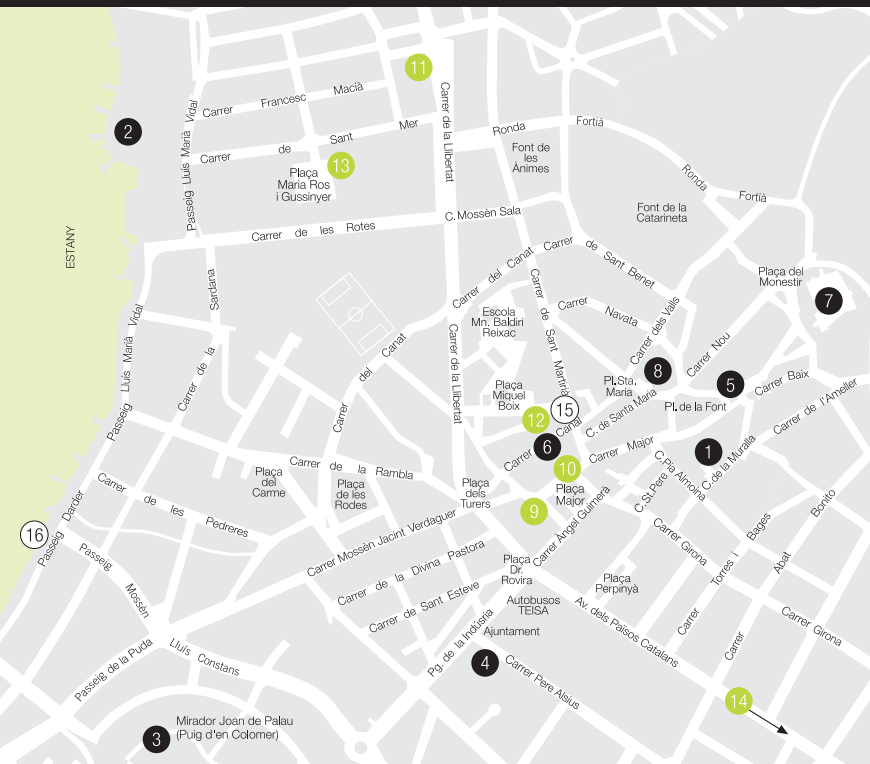 11
Carrer Francesc Macià
Carrer de la Llibertat
2
Passeig Lluís Marià Vidal
Carrer de Sant Mer
Ronda Fortià
13
Plaça
Maria Ros
i Gussinyer
Font de
les
Ànimes
Ronda Fortià
Font de la
Catarineta
C. Mossèn Sala
Carrer de les Rotes
ESTANY
Carrer del Canat
Carrer de Sant Benet
Plaça del
Monestir
7
Carrer de la Sardana
Passeig Lluís Marià Vidal
Carrer del Canat
Carrer de la Llibertat
Escola
Mn. Baldiri
Reixac
Carrer de Sant Martirià
Carrer Navata
Carrer dels Valls
Carrer Nou
8
5
Carrer Baix
Pl. Sta.
Maria
Pl. de la Font
Plaça
Miquel
Boix
12
15
C. de Santa Maria
Carrer de l'Ameller
Carrer Canal
6
Carrer Major
1
C. de la Muralla
10
Plaça
Major
C. Pia Almoina
C. St. Pere
Carrer de la Rambla
Plaça
del
Carme
Plaça
de les
Rodes
Plaça
dels
Turers
9
Carrer de les Pedreres
Carrer Mossèn Jacint Verdaguer
Carrer Àngel Guimerà
Carrer Girona
Carrer Torres i Bages
Carrer Abat Bonito
16
Passeig Darder
Passeig Mossèn Lluís Constans
Carrer de la Divina Pastora
Plaça
Dr.
Rovira
Plaça
Perpinyà
Carrer de Sant Esteve
Autobusos
TEISA
Av. dels Països Catalans
Carrer Girona
Ajuntament
Pg. de la Indústria
4
Carrer Pere Alsius
Passeig de la Puda
14
3
Mirador Joan de Palau
(Puig d'en Colomer)